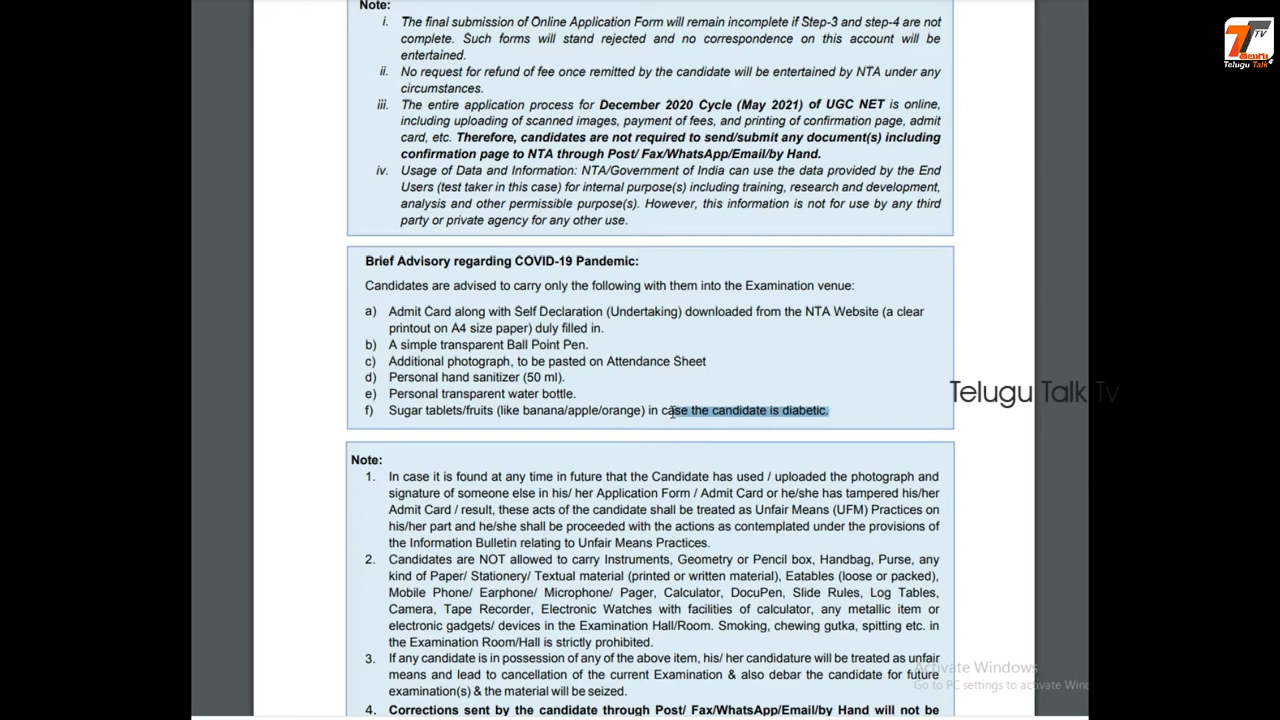 Note:
i. The final submission of Online Application Form will remain incomplete if Step-3 and step-4 are not
complete. Such forms will stand rejected and no correspondence on this account will be
entertained.
ii. No request for refund of fee once remitted by the candidate will be entertained by NTA under any
circumstances.
iii. The entire application process for December 2020 Cycle (May 2021) of UGC NET is online,
including uploading of scanned images, payment of fees, and printing of confirmation page, admit
card, etc. Therefore, candidates are not required to send/submit any document(s) including
confirmation page to NTA through Post/ Fax/WhatsApp/Email/by Hand.
iv. Usage of Data and Information: NTA/Government of India can use the data provided by the End
Users (test taker in this case) for internal purpose(s) including training, research and development,
analysis and other permissible purpose(s). However, this information is not for use by any third
party or private agency for any other use.
Brief Advisory regarding COVID-19 Pandemic:
Candidates are advised to carry only the following with them into the Examination venue:
a) Admit Card along with Self Declaration (Undertaking) downloaded from the NTA Website (a clear
printout on A4 size paper) duly filled in.
b) A simple transparent Ball Point Pen.
c) Additional photograph, to be pasted on Attendance Sheet
d) Personal hand sanitizer (50 ml).
e) Personal transparent water bottle.
f) Sugar tablets/fruits (like banana/apple/orange) in case the candidate is diabetic.
Note:
1. In case it is found at any time in future that the Candidate has used / uploaded the photograph and
signature of someone else in his/ her Application Form / Admit Card or he/she has tampered his/her
Admit Card / result, these acts of the candidate shall be treated as Unfair Means (UFM) Practices on
his/her part and he/she shall be proceeded with the actions as contemplated under the provisions of
the Information Bulletin relating to Unfair Means Practices.
2. Candidates are NOT allowed to carry Instruments, Geometry or Pencil box, Handbag, Purse, any
kind of Paper/ Stationery/ Textual material (printed or written material), Eatables (loose or packed),
Mobile Phone/ Earphone/ Microphone/ Pager, Calculator, DocuPen, Slide Rules, Log Tables,
Camera, Tape Recorder, Electronic Watches with facilities of calculator, any metallic item or
electronic gadgets/ devices in the Examination Hall/Room. Smoking, chewing gutka, spitting etc. in
the Examination Room/Hall is strictly prohibited.
3. If any candidate is in possession of any of the above item, his/ her candidature will be treated as unfair
means and lead to cancellation of the current Examination & also debar the candidate for future
examination(s) & the material will be seized.
4. Corrections sent by the candidate through Post/ Fax/WhatsApp/Email/by Hand will not be
TV
తెలుగు
Telugu Talk
Telugu Talk Tv
Activate Windows
Go to PC settings to activate Win